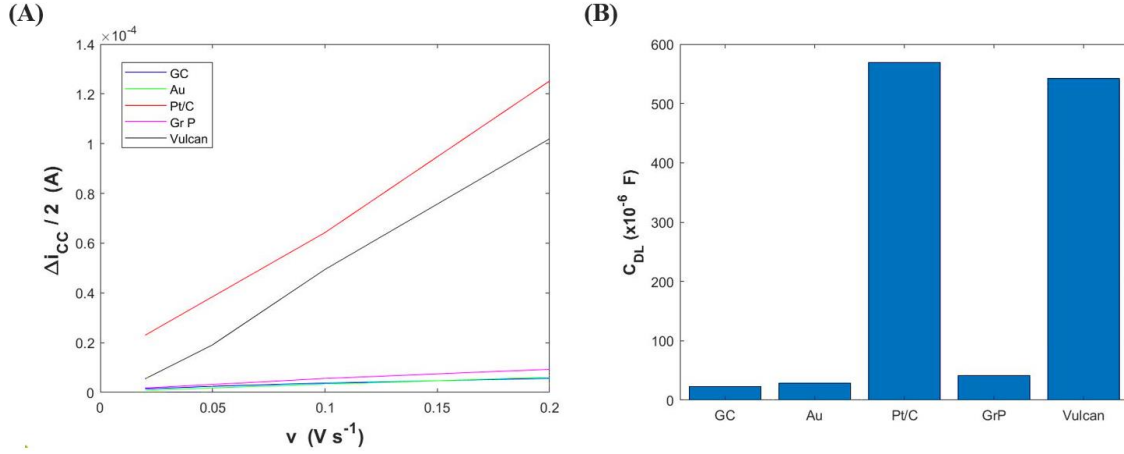 (A)
×10⁻⁴
1.4
1.2
1
0.8
0.6
0.4
0.2
0
Δi_CC / 2 (A)
GC
Au
Pt/C
Gr P
Vulcan
0 0.05 0.1 0.15 0.2
v (V s⁻¹)
(B)
600
500
400
300
200
100
0
C_DL (x10⁻⁶ F)
GC Au Pt/C GrP Vulcan